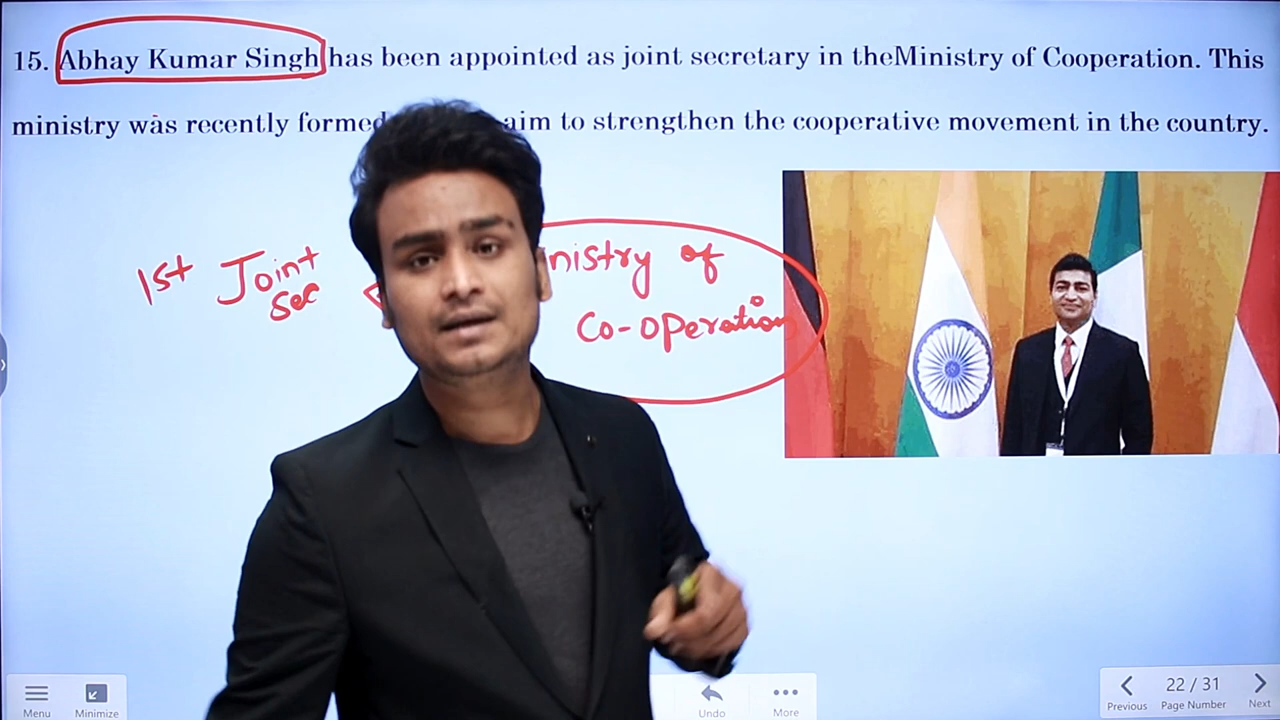 15. Abhay Kumar Singh has been appointed as joint secretary in theMinistry of Cooperation. This
ministry was recently formed aim to strengthen the cooperative movement in the country.
1st Joint nistry of
Sec Co-operation
Menu Minimize Undo More Previous 22 / 31 Page Number Next